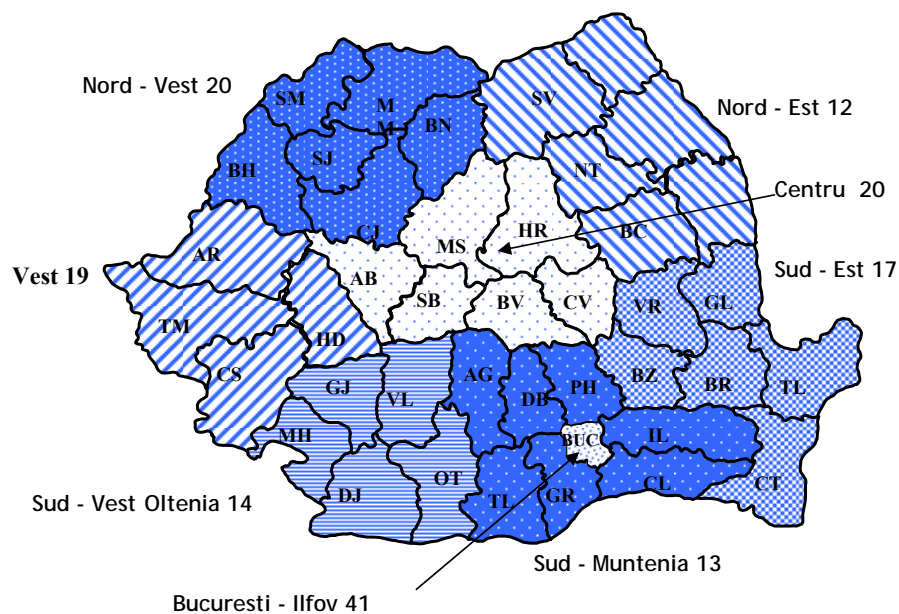 Nord - Vest 20
SM
M
M
BN
SV
Nord - Est 12
SJ
BH
NT
Centru 20
CJ
HR
MS
BC
AR
Vest 19
AB
Sud - Est 17
SB
BV
CV
VR
GL
TM
HD
CS
GJ
VL
AG
DB
PH
BZ
BR
TL
MH
BUC
IL
Sud - Vest Oltenia 14
DJ
OT
TI
GR
CL
CT
Sud - Muntenia 13
Bucuresti - Ilfov 41